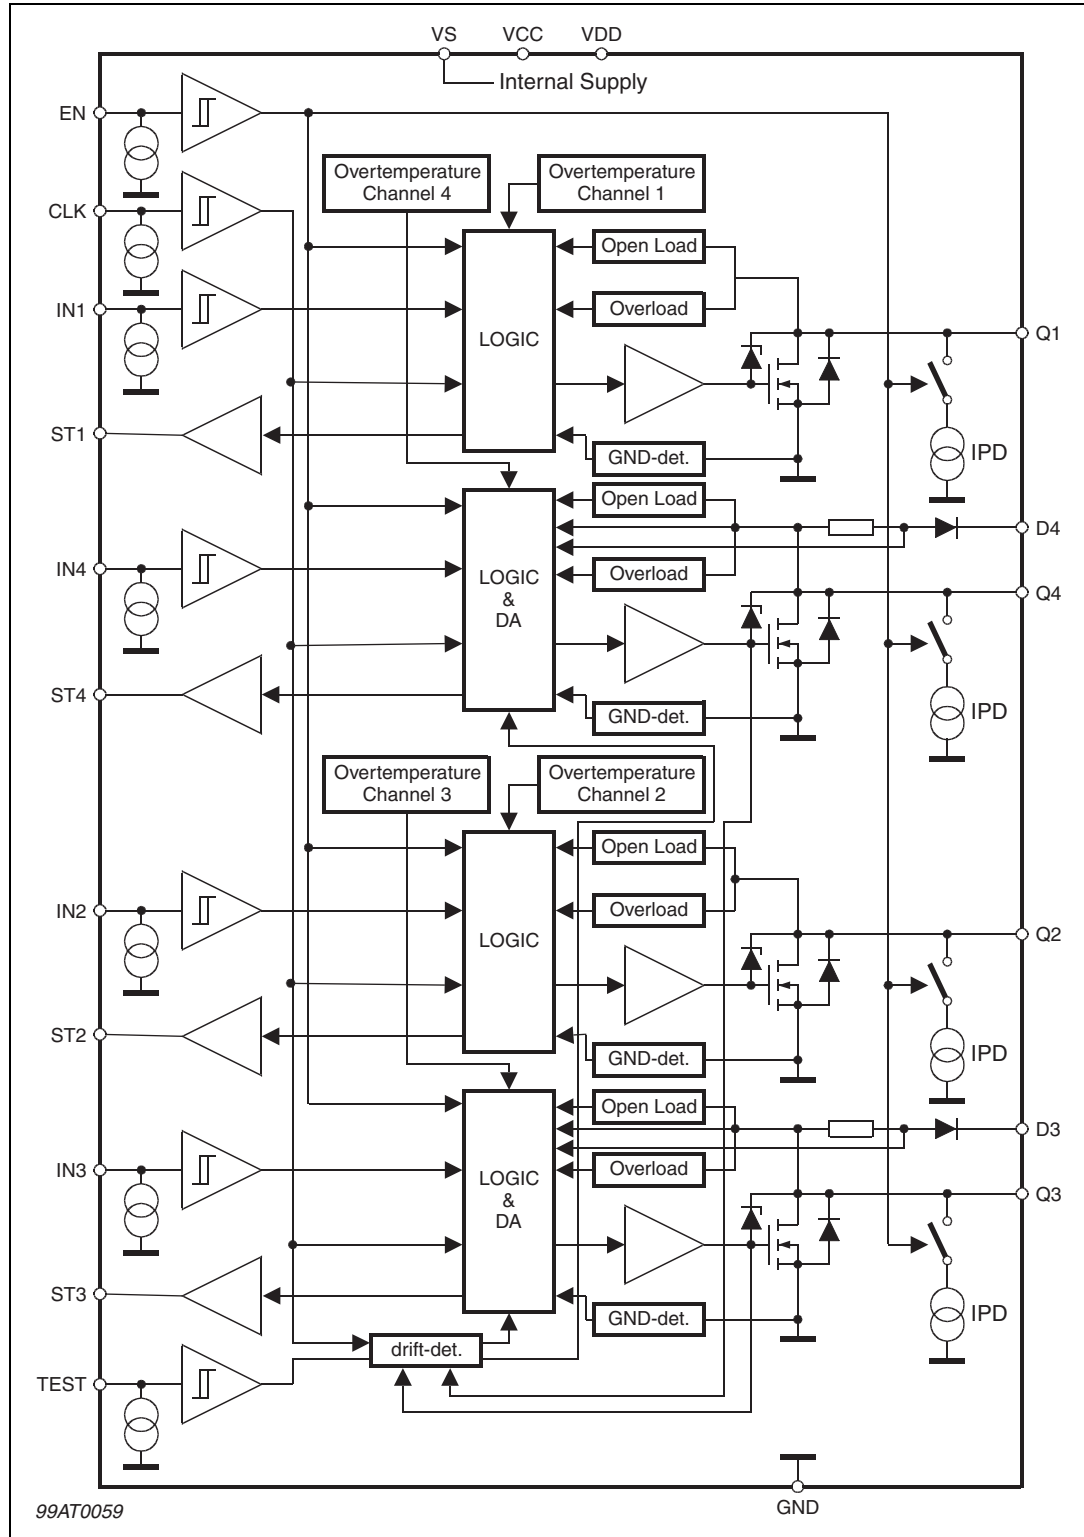 VS VCC VDD
Internal Supply
EN
Overtemperature
Channel 4
Overtemperature
Channel 1
CLK
Open Load
IN1
Overload
LOGIC
Q1
ST1
GND-det.
IPD
Open Load
D4
IN4
LOGIC
&
DA
Overload
Q4
ST4
GND-det.
IPD
Overtemperature
Channel 3
Overtemperature
Channel 2
Open Load
IN2
Overload
LOGIC
Q2
ST2
GND-det.
IPD
Open Load
D3
IN3
LOGIC
&
DA
Overload
Q3
ST3
GND-det.
IPD
drift-det.
TEST
GND
99AT0059